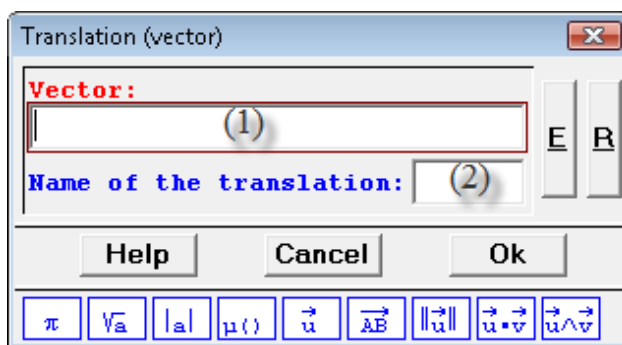 Translation (vector)
Vector:
(1)
E R
Name of the translation: (2)
Help Cancel Ok
π √a |a| μ() u⃗ AB⃗ ‖u⃗‖ u⃗•v⃗ u⃗∧v⃗